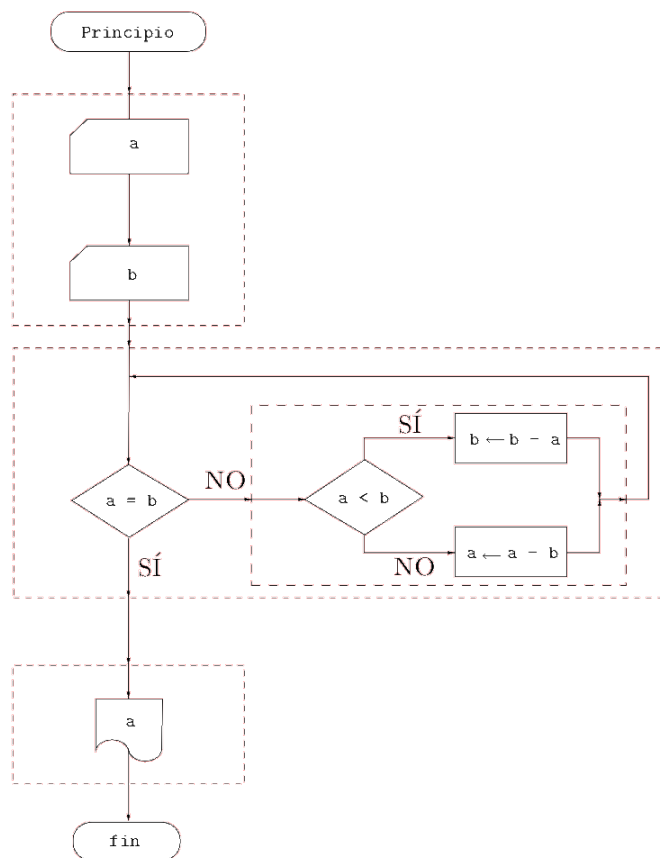 Principio
a
b
a = b
NO
SÍ
a < b
SÍ
b ← b - a
NO
a ← a - b
a
fin